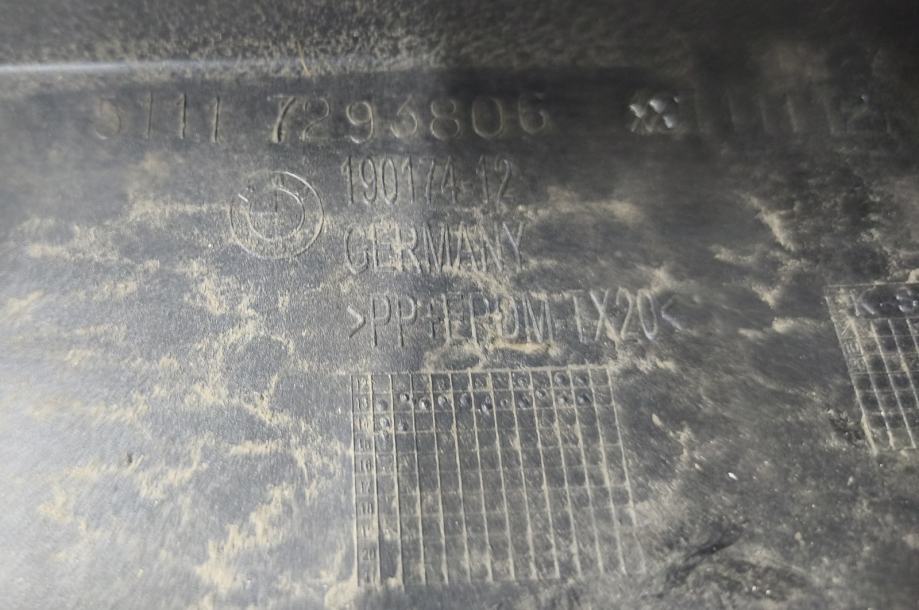 5111 7293806
190174-12
GERMANY
>PP+EPDM-TX20<